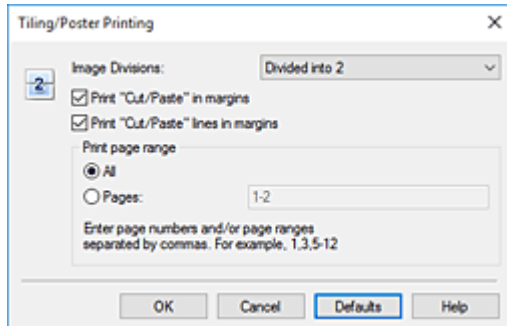 Tiling/Poster Printing
Image Divisions:
Divided into 2
2
Print "Cut/Paste" in margins
Print "Cut/Paste" lines in margins
Print page range
All
Pages:
1-2
Enter page numbers and/or page ranges
separated by commas. For example, 1,3,5-12
OK
Cancel
Defaults
Help